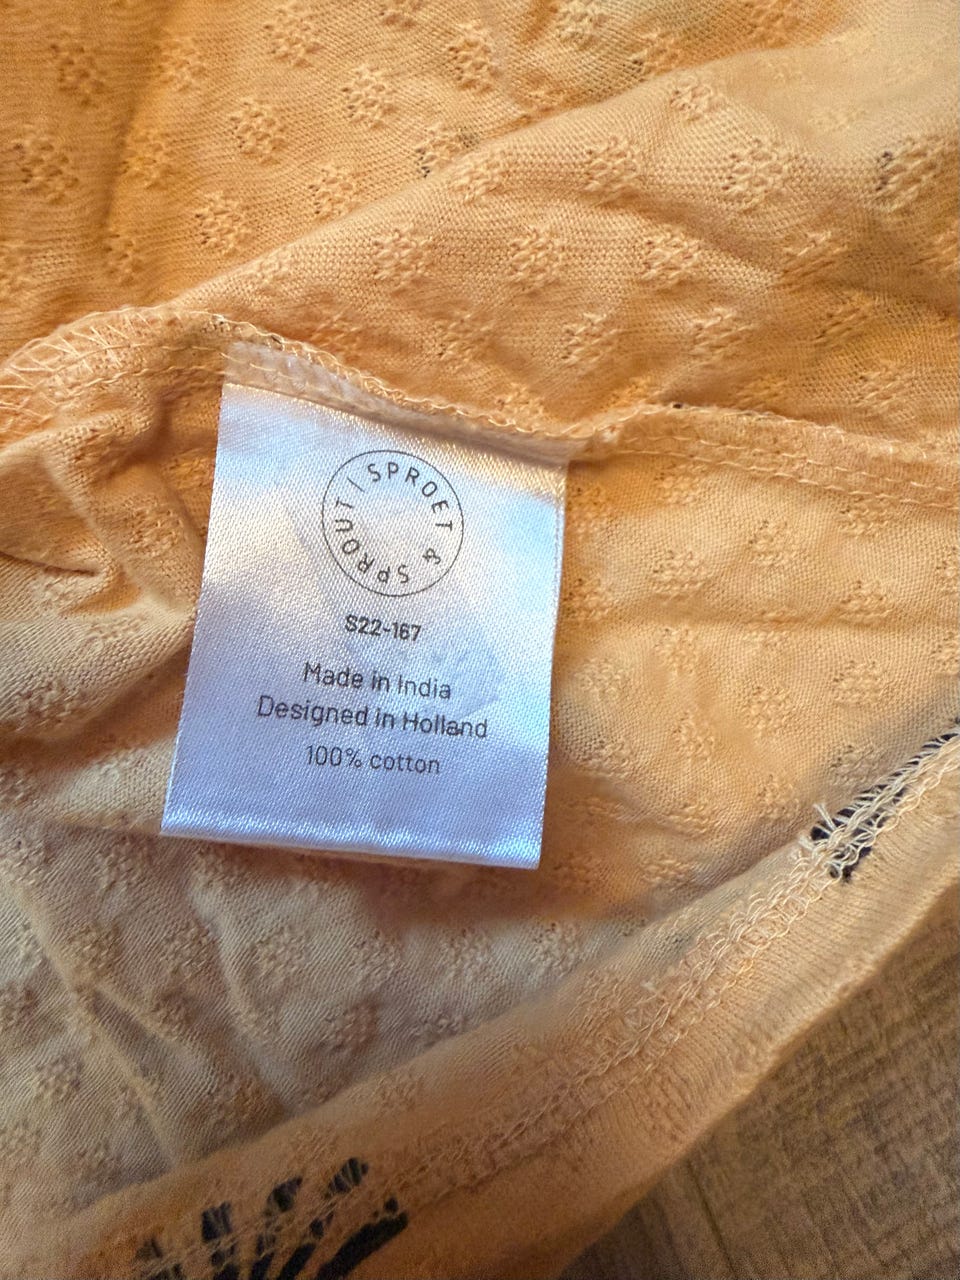 SPROET & SPROUT |
S22-167
Made in India
Designed in Holland
100% cotton